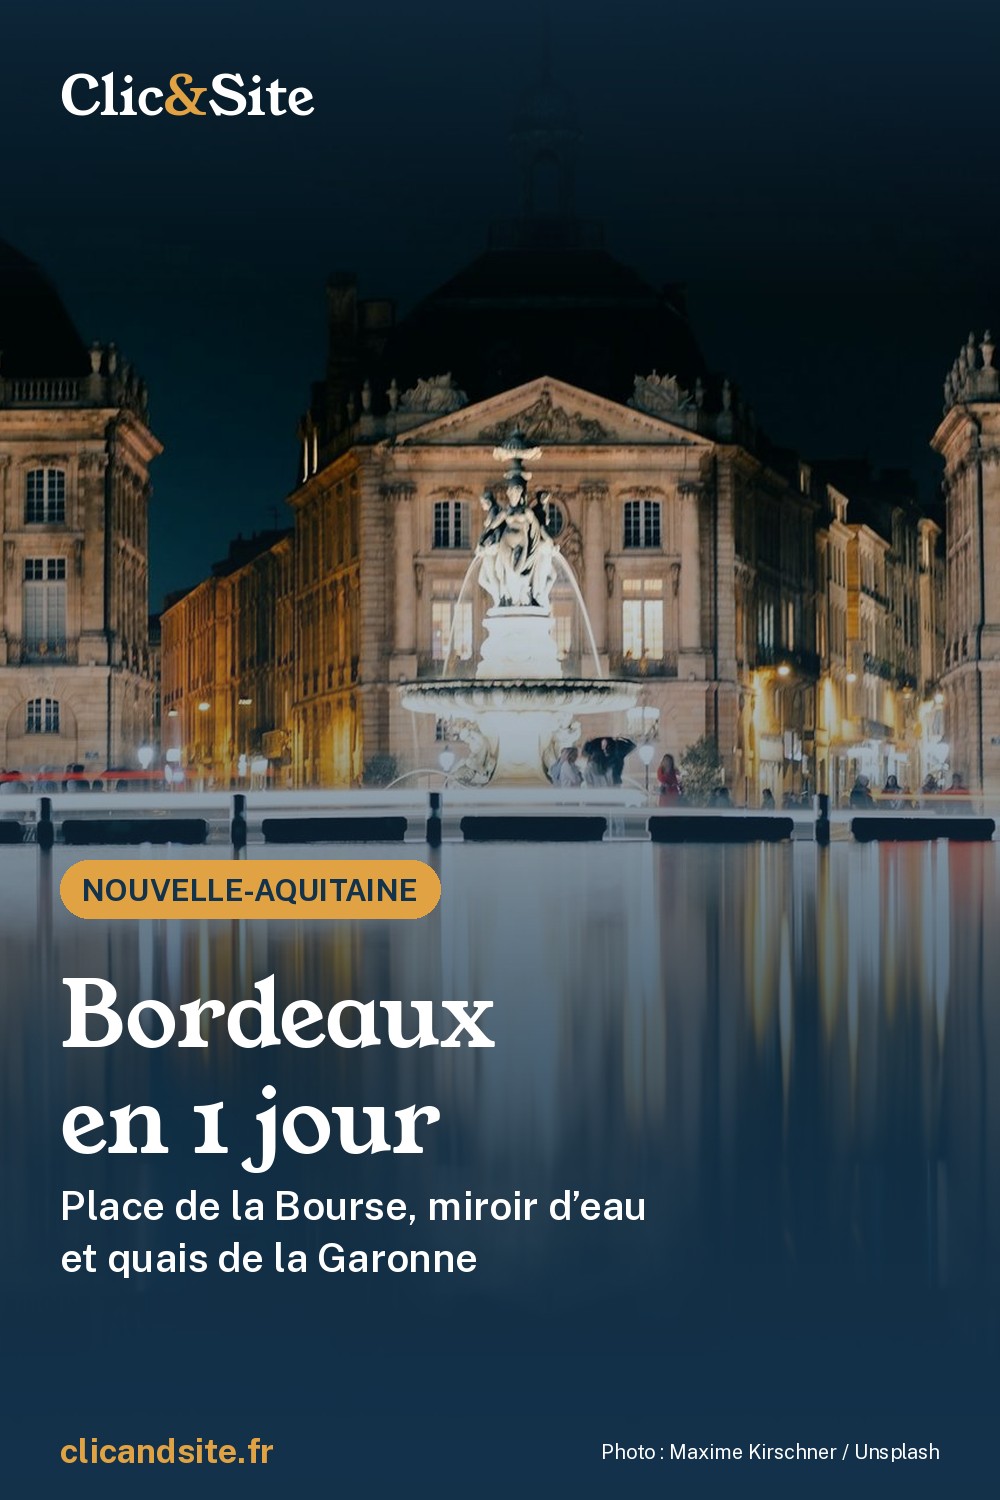 Clic&Site
NOUVELLE-AQUITAINE
Bordeaux
en 1 jour
Place de la Bourse, miroir d’eau
et quais de la Garonne
clicandsite.fr
Photo : Maxime Kirschner / Unsplash